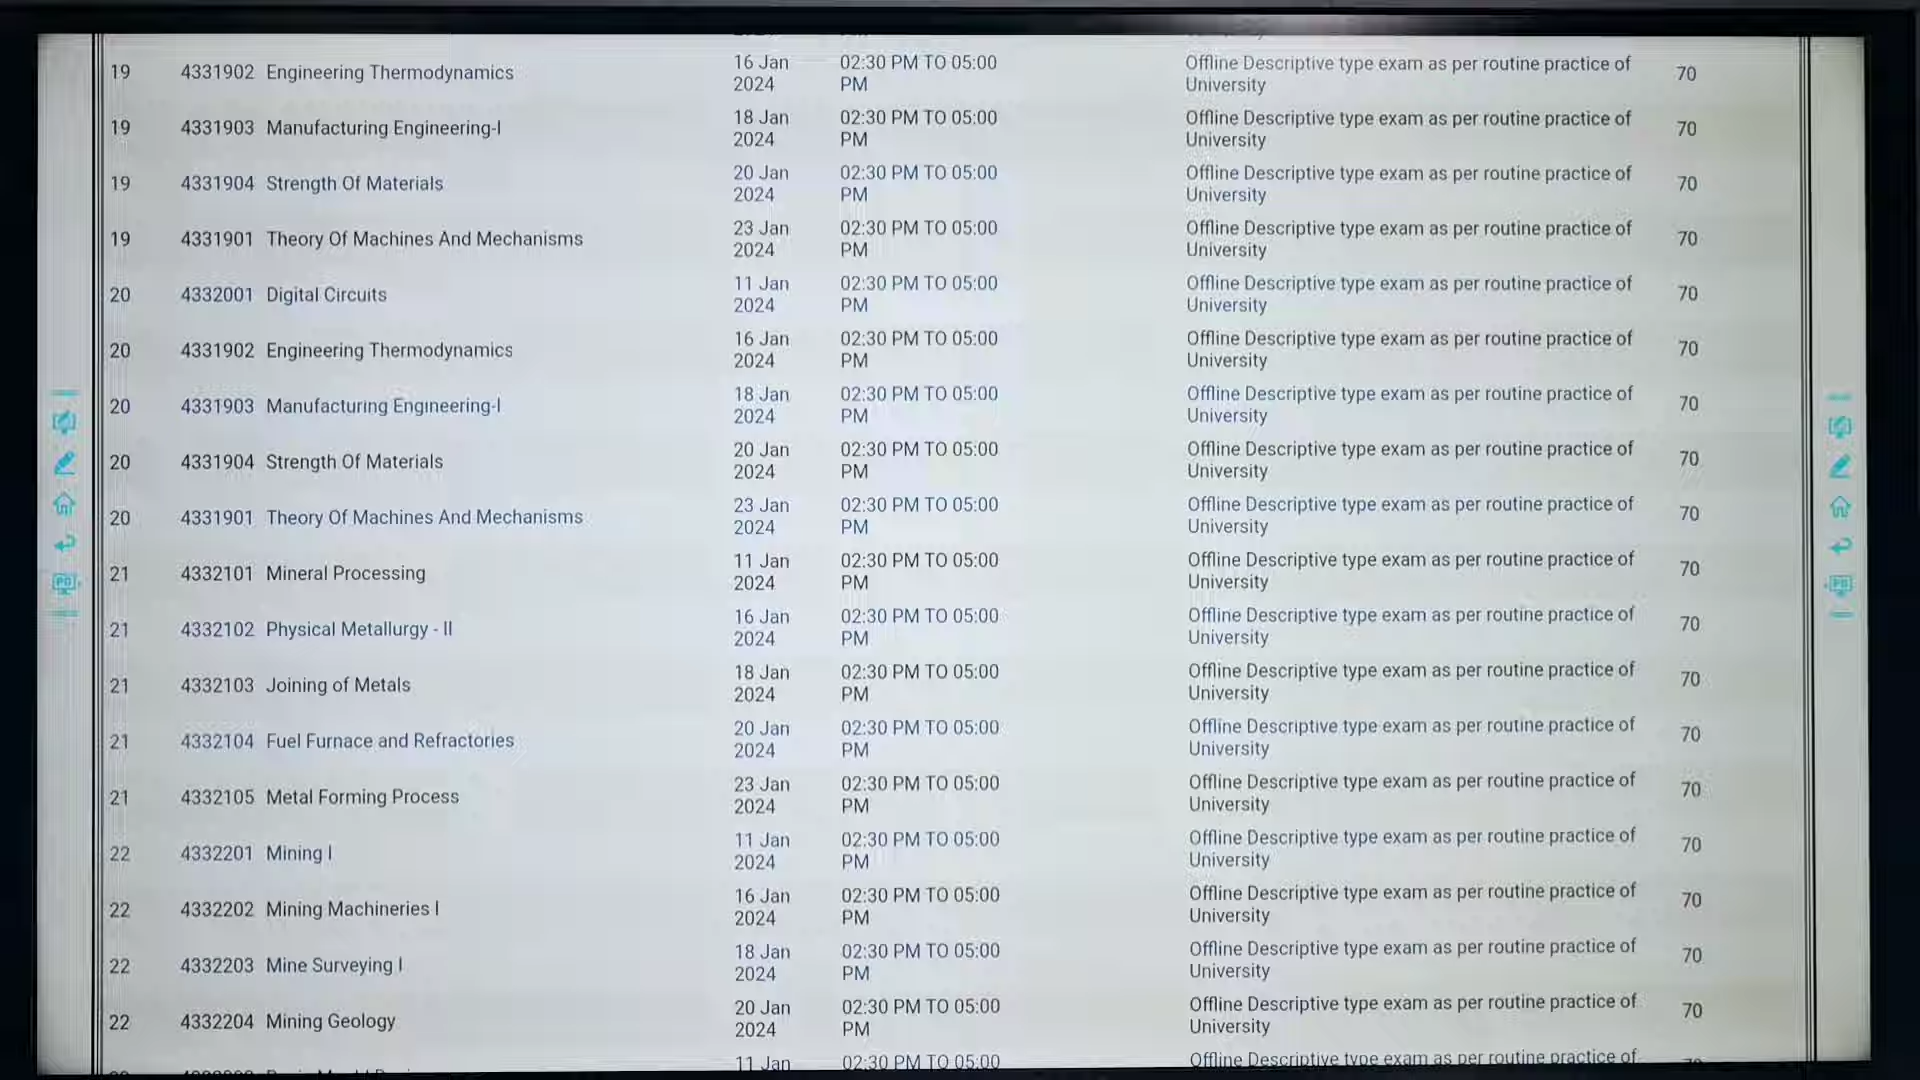 19 4331902 Engineering Thermodynamics 16 Jan 2024 02:30 PM TO 05:00 PM Offline Descriptive type exam as per routine practice of University 70
19 4331903 Manufacturing Engineering-I 18 Jan 2024 02:30 PM TO 05:00 PM Offline Descriptive type exam as per routine practice of University 70
19 4331904 Strength Of Materials 20 Jan 2024 02:30 PM TO 05:00 PM Offline Descriptive type exam as per routine practice of University 70
19 4331901 Theory Of Machines And Mechanisms 23 Jan 2024 02:30 PM TO 05:00 PM Offline Descriptive type exam as per routine practice of University 70
20 4332001 Digital Circuits 11 Jan 2024 02:30 PM TO 05:00 PM Offline Descriptive type exam as per routine practice of University 70
20 4331902 Engineering Thermodynamics 16 Jan 2024 02:30 PM TO 05:00 PM Offline Descriptive type exam as per routine practice of University 70
20 4331903 Manufacturing Engineering-I 18 Jan 2024 02:30 PM TO 05:00 PM Offline Descriptive type exam as per routine practice of University 70
20 4331904 Strength Of Materials 20 Jan 2024 02:30 PM TO 05:00 PM Offline Descriptive type exam as per routine practice of University 70
20 4331901 Theory Of Machines And Mechanisms 23 Jan 2024 02:30 PM TO 05:00 PM Offline Descriptive type exam as per routine practice of University 70
21 4332101 Mineral Processing 11 Jan 2024 02:30 PM TO 05:00 PM Offline Descriptive type exam as per routine practice of University 70
21 4332102 Physical Metallurgy - II 16 Jan 2024 02:30 PM TO 05:00 PM Offline Descriptive type exam as per routine practice of University 70
21 4332103 Joining of Metals 18 Jan 2024 02:30 PM TO 05:00 PM Offline Descriptive type exam as per routine practice of University 70
21 4332104 Fuel Furnace and Refractories 20 Jan 2024 02:30 PM TO 05:00 PM Offline Descriptive type exam as per routine practice of University 70
21 4332105 Metal Forming Process 23 Jan 2024 02:30 PM TO 05:00 PM Offline Descriptive type exam as per routine practice of University 70
22 4332201 Mining I 11 Jan 2024 02:30 PM TO 05:00 PM Offline Descriptive type exam as per routine practice of University 70
22 4332202 Mining Machineries I 16 Jan 2024 02:30 PM TO 05:00 PM Offline Descriptive type exam as per routine practice of University 70
22 4332203 Mine Surveying I 18 Jan 2024 02:30 PM TO 05:00 PM Offline Descriptive type exam as per routine practice of University 70
22 4332204 Mining Geology 20 Jan 2024 02:30 PM TO 05:00 PM Offline Descriptive type exam as per routine practice of University 70
11 Jan 02:30 PM TO 05:00 Offline Descriptive type exam as per routine practice of